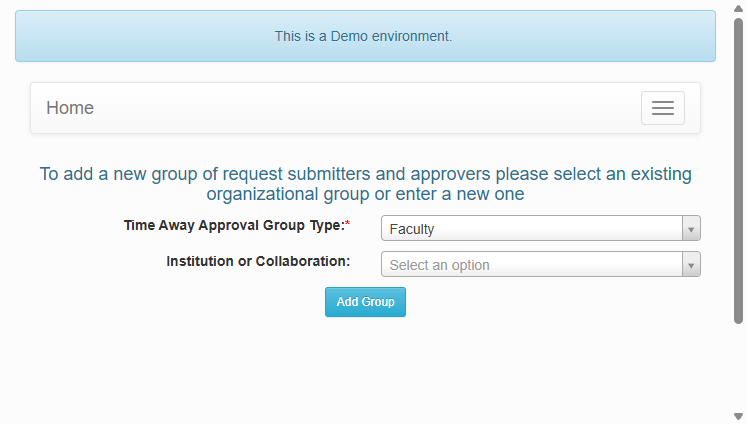 This is a Demo environment.
Home
To add a new group of request submitters and approvers please select an existing
organizational group or enter a new one
Time Away Approval Group Type:*
Faculty
Institution or Collaboration:
Select an option
Add Group